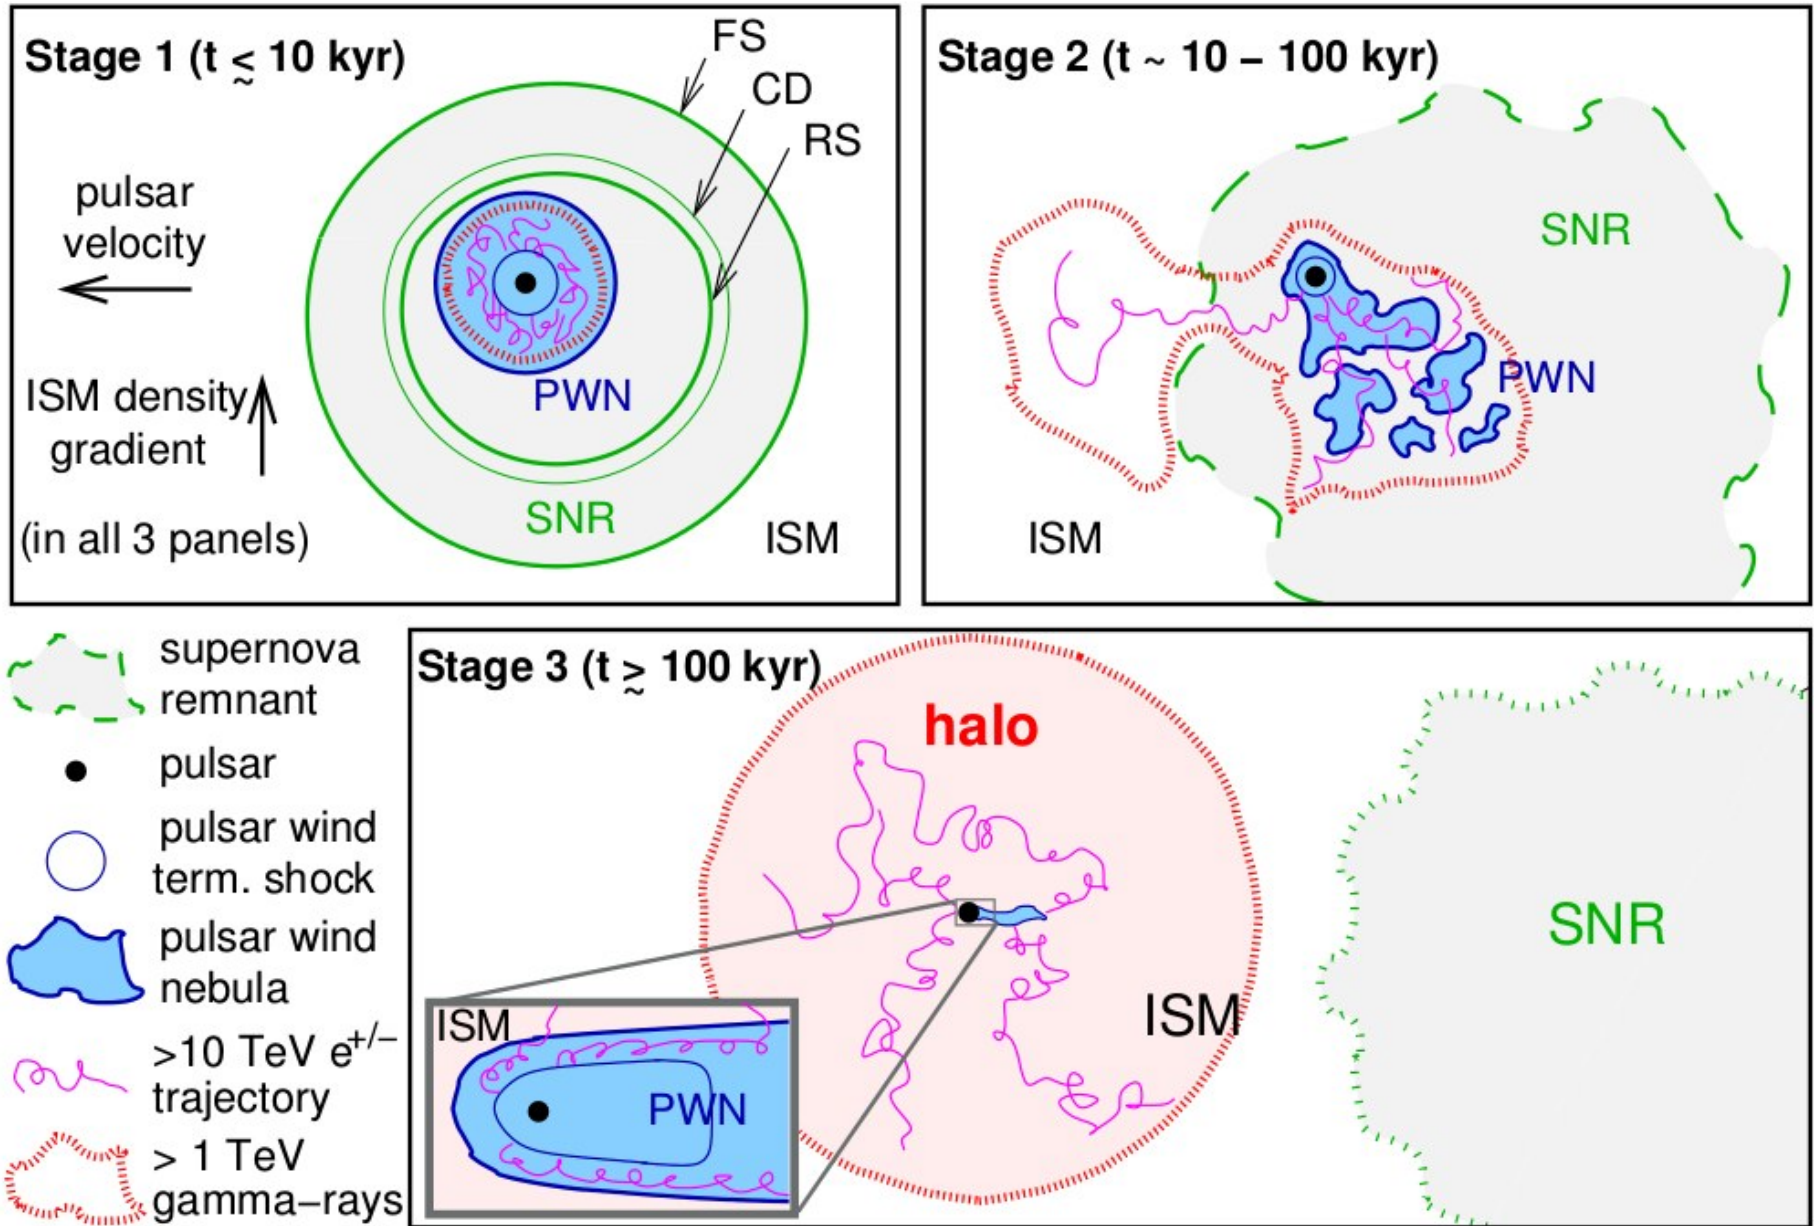 Stage 1 (t ≲ 10 kyr)
FS
CD
RS
pulsar
velocity
ISM density
gradient
(in all 3 panels)
PWN
SNR
ISM
Stage 2 (t ~ 10 – 100 kyr)
SNR
PWN
ISM
supernova
remnant
pulsar
pulsar wind
term. shock
pulsar wind
nebula
>10 TeV e+/–
trajectory
> 1 TeV
gamma–rays
Stage 3 (t ≳ 100 kyr)
halo
ISM
SNR
ISM
PWN